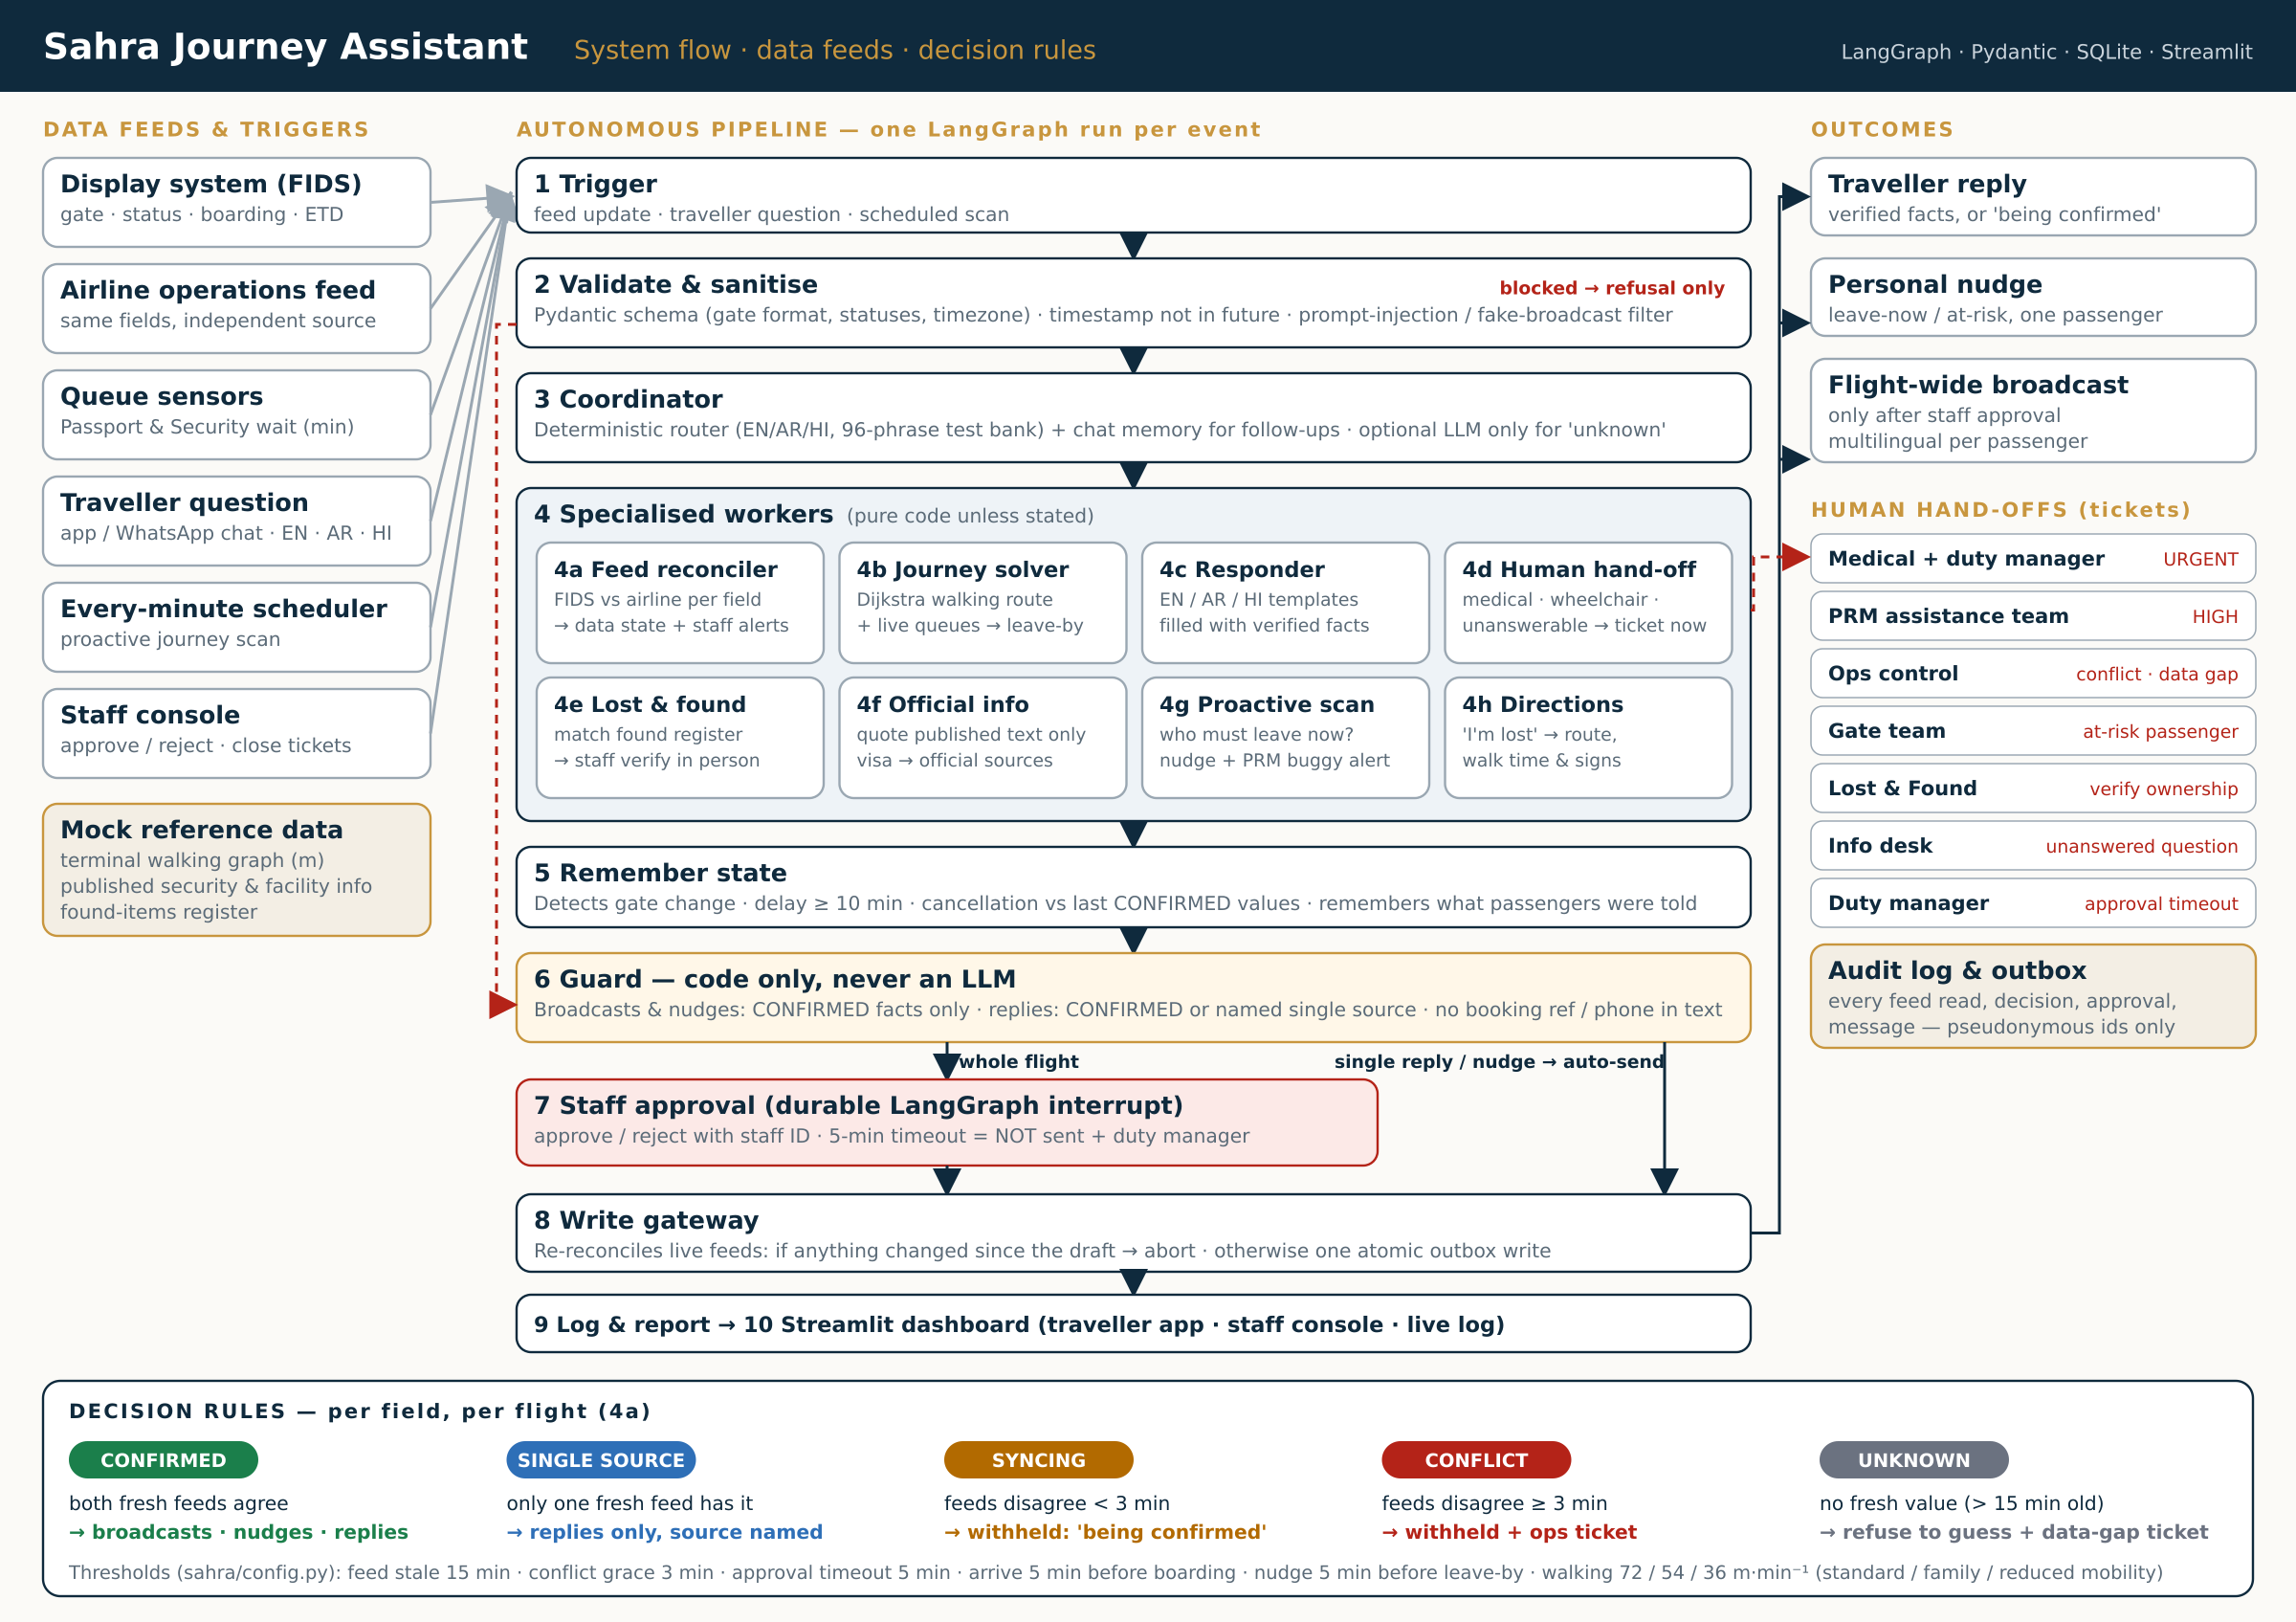 Sahra Journey Assistant
System flow · data feeds · decision rules
LangGraph · Pydantic · SQLite · Streamlit
DATA FEEDS & TRIGGERS
Display system (FIDS)
gate · status · boarding · ETD
Airline operations feed
same fields, independent source
Queue sensors
Passport & Security wait (min)
Traveller question
app / WhatsApp chat · EN · AR · HI
Every-minute scheduler
proactive journey scan
Staff console
approve / reject · close tickets
Mock reference data
terminal walking graph (m)
published security & facility info
found-items register
AUTONOMOUS PIPELINE — one LangGraph run per event
1 Trigger
feed update · traveller question · scheduled scan
2 Validate & sanitise
blocked → refusal only
Pydantic schema (gate format, statuses, timezone) · timestamp not in future · prompt-injection / fake-broadcast filter
3 Coordinator
Deterministic router (EN/AR/HI, 96-phrase test bank) + chat memory for follow-ups · optional LLM only for 'unknown'
4 Specialised workers (pure code unless stated)
4a Feed reconciler
FIDS vs airline per field
→ data state + staff alerts
4b Journey solver
Dijkstra walking route
+ live queues → leave-by
4c Responder
EN / AR / HI templates
filled with verified facts
4d Human hand-off
medical · wheelchair ·
unanswerable → ticket now
4e Lost & found
match found register
→ staff verify in person
4f Official info
quote published text only
visa → official sources
4g Proactive scan
who must leave now?
nudge + PRM buggy alert
4h Directions
'I'm lost' → route,
walk time & signs
5 Remember state
Detects gate change · delay ≥ 10 min · cancellation vs last CONFIRMED values · remembers what passengers were told
6 Guard — code only, never an LLM
Broadcasts & nudges: CONFIRMED facts only · replies: CONFIRMED or named single source · no booking ref / phone in text
whole flight
single reply / nudge → auto-send
7 Staff approval (durable LangGraph interrupt)
approve / reject with staff ID · 5-min timeout = NOT sent + duty manager
8 Write gateway
Re-reconciles live feeds: if anything changed since the draft → abort · otherwise one atomic outbox write
9 Log & report → 10 Streamlit dashboard (traveller app · staff console · live log)
OUTCOMES
Traveller reply
verified facts, or 'being confirmed'
Personal nudge
leave-now / at-risk, one passenger
Flight-wide broadcast
only after staff approval
multilingual per passenger
HUMAN HAND-OFFS (tickets)
Medical + duty manager URGENT
PRM assistance team HIGH
Ops control conflict · data gap
Gate team at-risk passenger
Lost & Found verify ownership
Info desk unanswered question
Duty manager approval timeout
Audit log & outbox
every feed read, decision, approval,
message — pseudonymous ids only
DECISION RULES — per field, per flight (4a)
CONFIRMED
both fresh feeds agree
→ broadcasts · nudges · replies
SINGLE SOURCE
only one fresh feed has it
→ replies only, source named
SYNCING
feeds disagree < 3 min
→ withheld: 'being confirmed'
CONFLICT
feeds disagree ≥ 3 min
→ withheld + ops ticket
UNKNOWN
no fresh value (> 15 min old)
→ refuse to guess + data-gap ticket
Thresholds (sahra/config.py): feed stale 15 min · conflict grace 3 min · approval timeout 5 min · arrive 5 min before boarding · nudge 5 min before leave-by · walking 72 / 54 / 36 m·min⁻¹ (standard / family / reduced mobility)